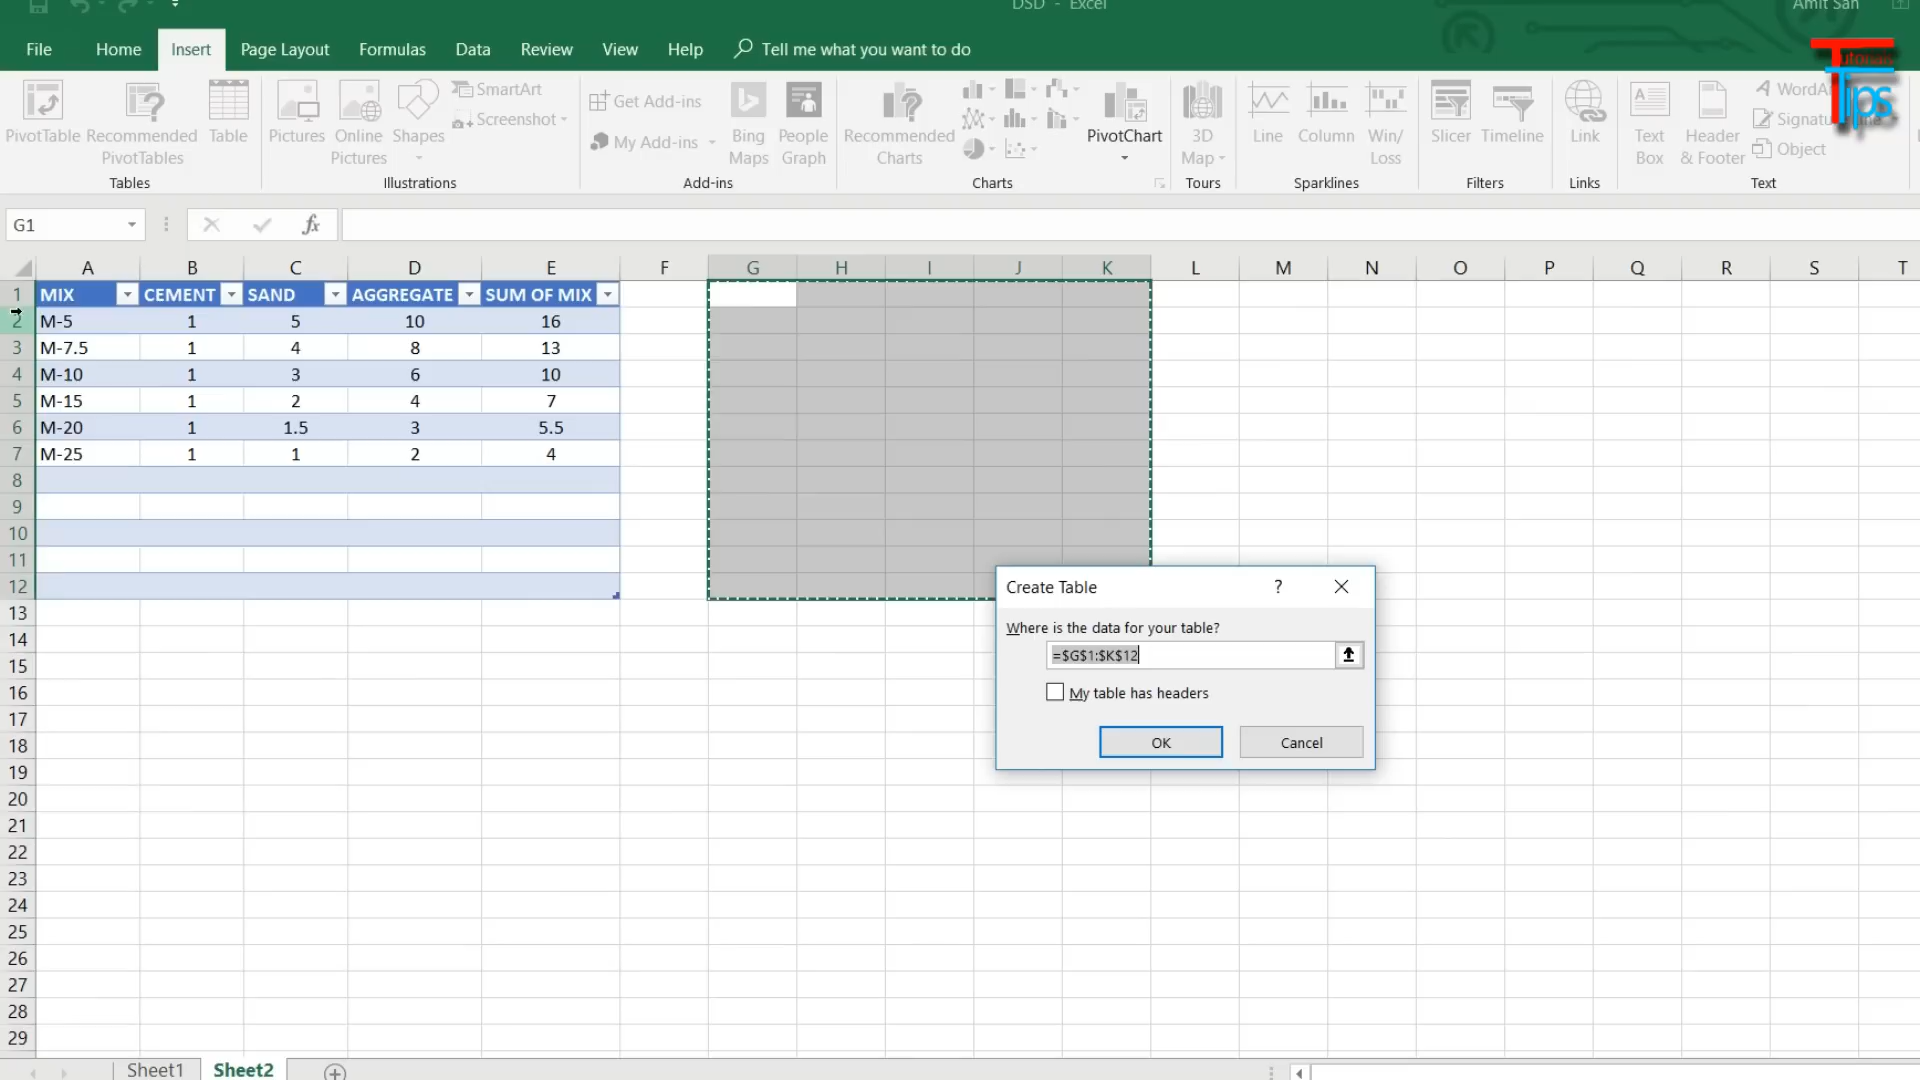 DSD - Excel
Amit San
File Home Insert Page Layout Formulas Data Review View Help Tell me what you want to do
Tutorials
Tips
PivotTable Recommended PivotTables Table
Pictures Online Pictures Shapes SmartArt Screenshot
Get Add-ins My Add-ins Bing Maps People Graph
Recommended Charts PivotChart
3D Map
Line Column Win/Loss
Slicer Timeline
Link
Text Box Header & Footer Object
Tables Illustrations Add-ins Charts Tours Sparklines Filters Links Text
G1 fx
A B C D E F G H I J K L M N O P Q R S T
1 MIX CEMENT SAND AGGREGATE SUM OF MIX
2 M-5 1 5 10 16
3 M-7.5 1 4 8 13
4 M-10 1 3 6 10
5 M-15 1 2 4 7
6 M-20 1 1.5 3 5.5
7 M-25 1 1 2 4
8
9
10
11
12
13
14
15
16
17
18
19
20
21
22
23
24
25
26
27
28
29
Create Table ?
Where is the data for your table?
=$G$1:$K$12
My table has headers
OK Cancel
Sheet1 Sheet2